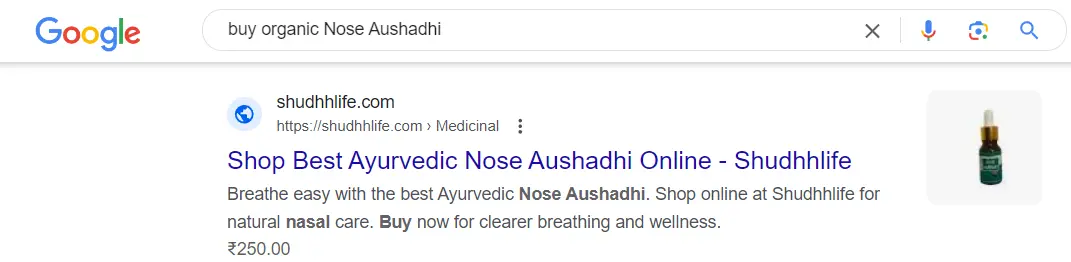 Google
buy organic Nose Aushadhi
shudhhlife.com
https://shudhhlife.com › Medicinal
Shop Best Ayurvedic Nose Aushadhi Online - Shudhhlife
Breathe easy with the best Ayurvedic Nose Aushadhi. Shop online at Shudhhlife for
natural nasal care. Buy now for clearer breathing and wellness.
₹250.00